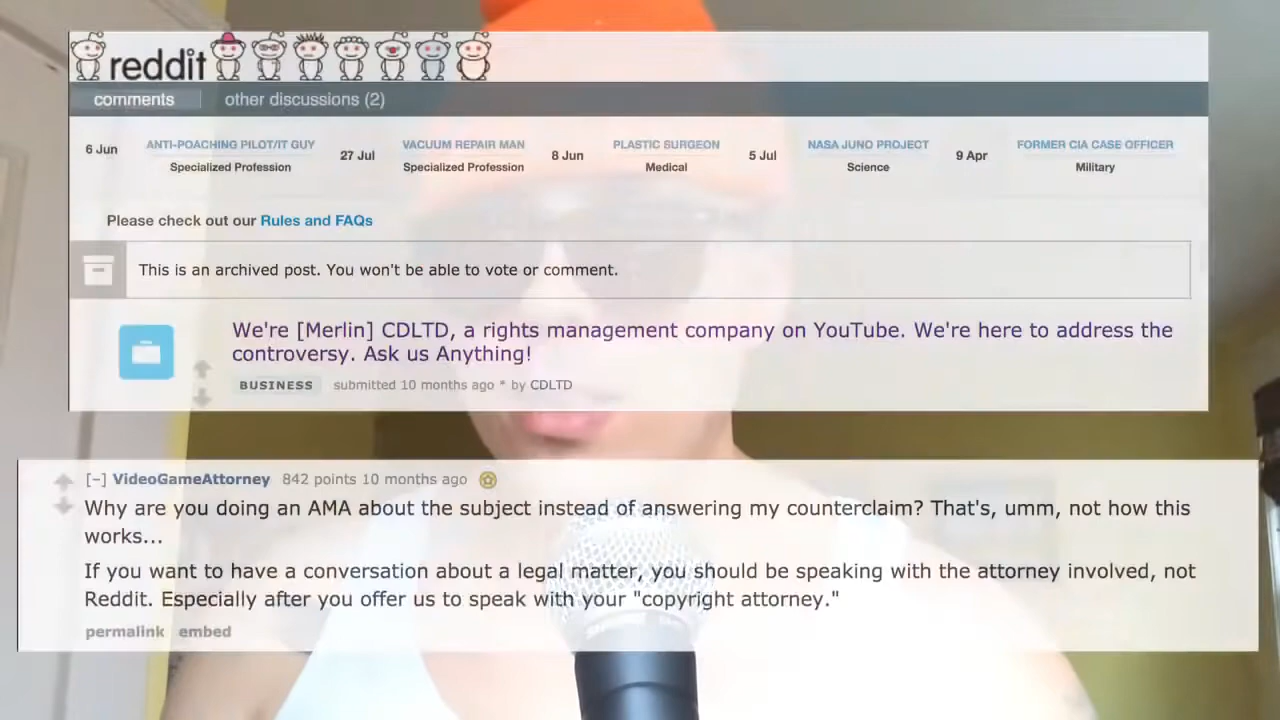 reddit
comments other discussions (2)
6 Jun ANTI-POACHING PILOT/IT GUY Specialized Profession 27 Jul VACUUM REPAIR MAN Specialized Profession 8 Jun PLASTIC SURGEON Medical 5 Jul NASA JUNO PROJECT Science 9 Apr FORMER CIA CASE OFFICER Military
Please check out our Rules and FAQs
This is an archived post. You won't be able to vote or comment.
We're [Merlin] CDLTD, a rights management company on YouTube. We're here to address the
controversy. Ask us Anything!
BUSINESS submitted 10 months ago * by CDLTD
[–] VideoGameAttorney 842 points 10 months ago
Why are you doing an AMA about the subject instead of answering my counterclaim? That's, umm, not how this
works...
If you want to have a conversation about a legal matter, you should be speaking with the attorney involved, not
Reddit. Especially after you offer us to speak with your "copyright attorney."
permalink embed